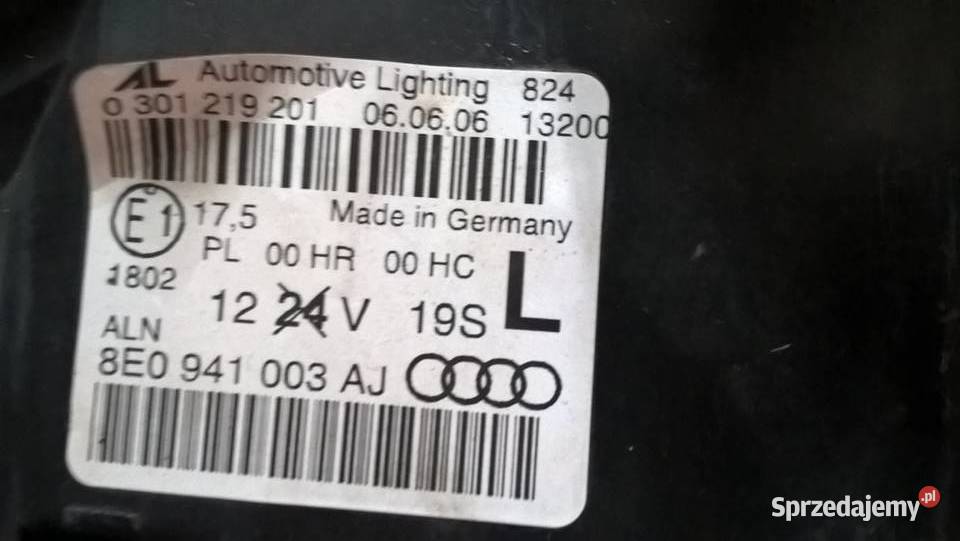 AL Automotive Lighting 824
0 301 219 201 06.06.06 13200
E1 17,5 Made in Germany
PL 00 HR 00 HC L
1802
12 24 V 19S
ALN
8E0 941 003 AJ
Sprzedajemy.pl